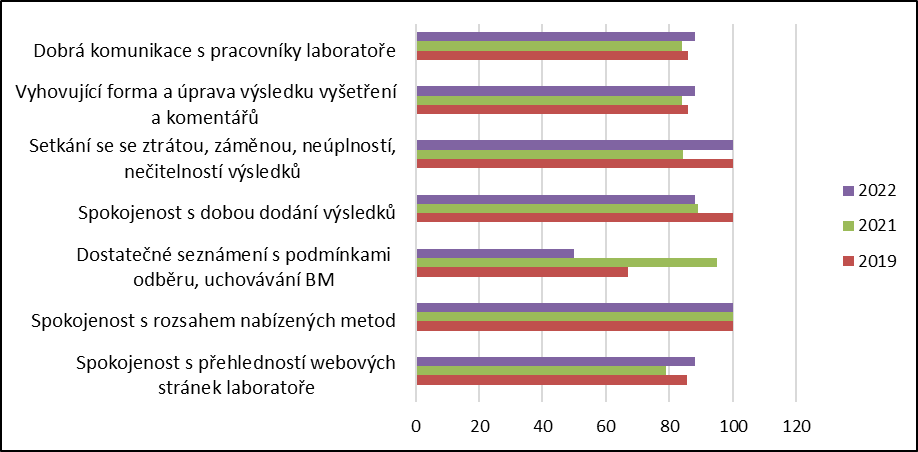 Dobrá komunikace s pracovníky laboratoře
Vyhovující forma a úprava výsledku vyšetření
a komentářů
Setkání se se ztrátou, záměnou, neúplností,
nečitelností výsledků
Spokojenost s dobou dodání výsledků
Dostatečné seznámení s podmínkami
odběru, uchovávání BM
Spokojenost s rozsahem nabízených metod
Spokojenost s přehledností webových
stránek laboratoře
0 20 40 60 80 100 120
2022
2021
2019